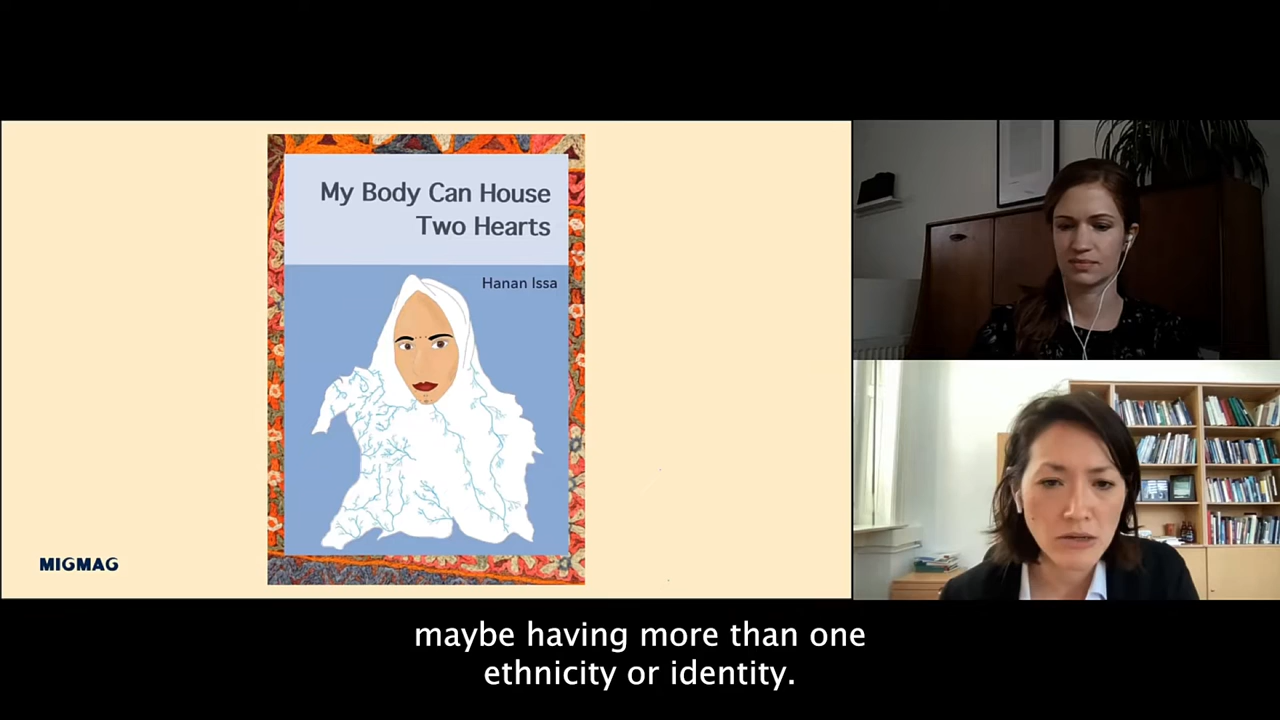 My Body Can House
Two Hearts
Hanan Issa
MIGMAG
maybe having more than one
ethnicity or identity.